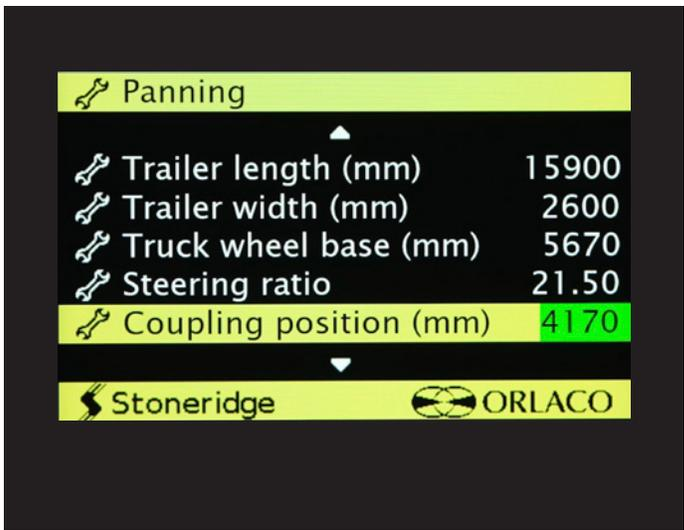 Panning
Trailer length (mm) 15900
Trailer width (mm) 2600
Truck wheel base (mm) 5670
Steering ratio 21.50
Coupling position (mm) 4170
Stoneridge ORLACO